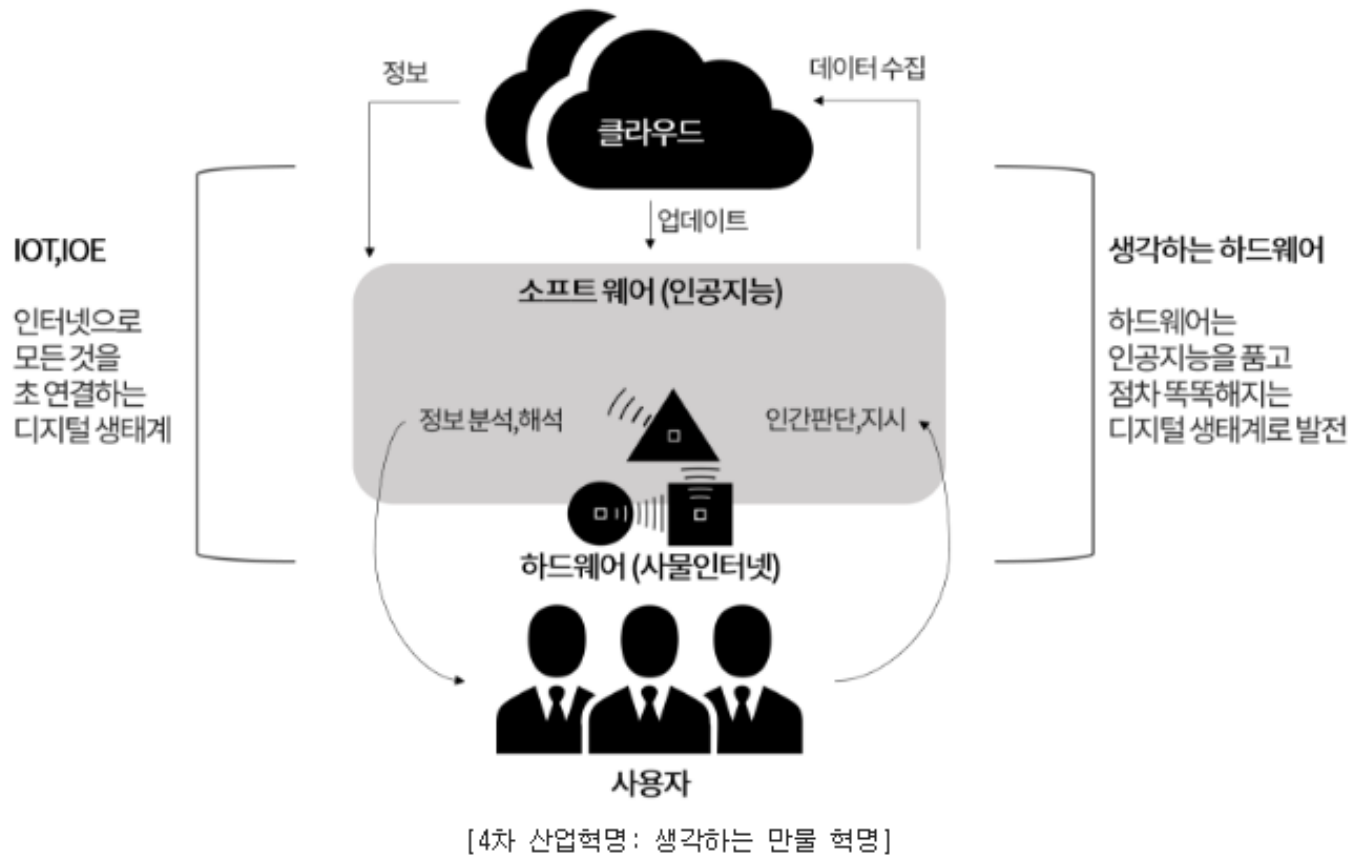 정보
데이터 수집
클라우드
업데이트
IOT,IOE
인터넷으로
모든 것을
초 연결하는
디지털 생태계
소프트 웨어 (인공지능)
정보 분석,해석
인간판단,지시
하드웨어 (사물인터넷)
생각하는 하드웨어
하드웨어는
인공지능을 품고
점차 똑똑해지는
디지털 생태계로 발전
사용자
[4차 산업혁명: 생각하는 만물 혁명]